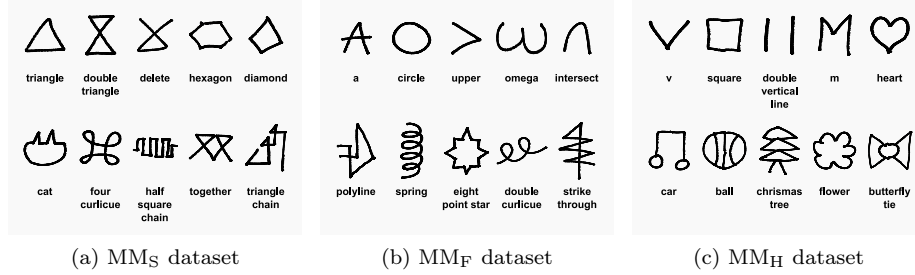 triangle double triangle delete hexagon diamond
cat four curlicue half square chain together triangle chain
(a) MMS dataset
a circle upper omega intersect
polyline spring eight point star double curlicue strike through
(b) MMF dataset
v square double vertical line m heart
car ball chrismas tree flower butterfly tie
(c) MMH dataset